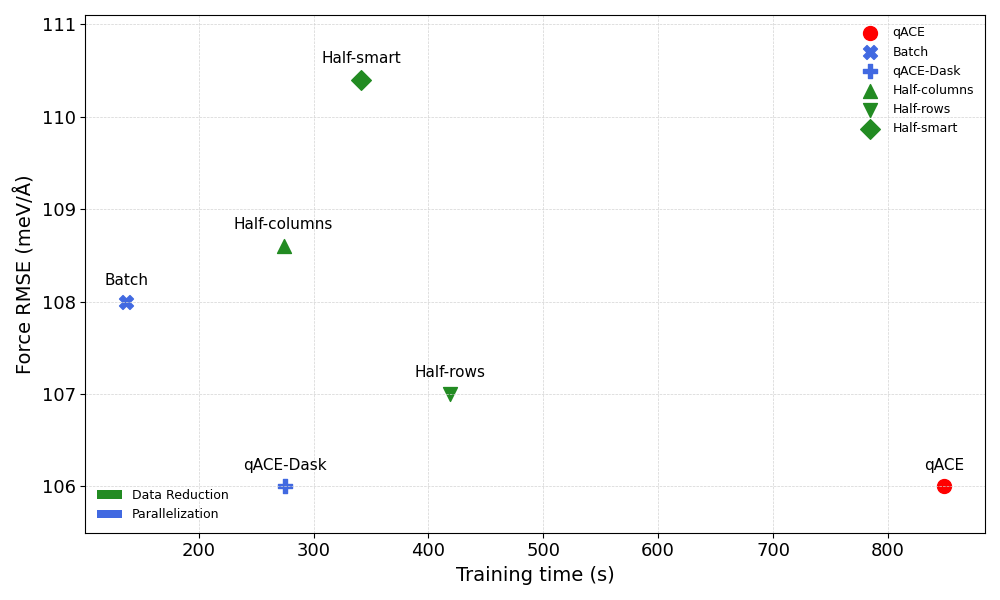 111
110
109
108
107
106
Force RMSE (meV/Å)
Half-smart
Half-columns
Batch
Half-rows
qACE-Dask
qACE
qACE
Batch
qACE-Dask
Half-columns
Half-rows
Half-smart
Data Reduction
Parallelization
200 300 400 500 600 700 800
Training time (s)